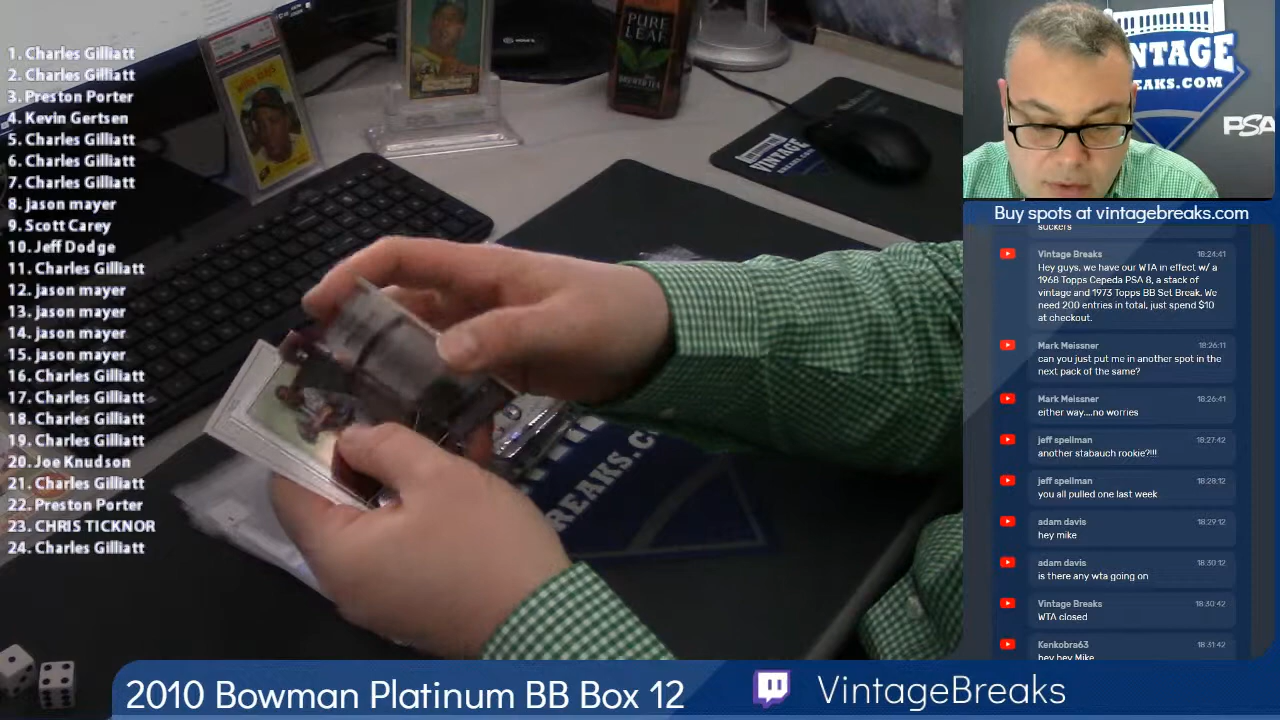 1. Charles Gilliatt
2. Charles Gilliatt
3. Preston Porter
4. Kevin Gertsen
5. Charles Gilliatt
6. Charles Gilliatt
7. Charles Gilliatt
8. jason mayer
9. Scott Carey
10. Jeff Dodge
11. Charles Gilliatt
12. jason mayer
13. jason mayer
14. jason mayer
15. jason mayer
16. Charles Gilliatt
17. Charles Gilliatt
18. Charles Gilliatt
19. Charles Gilliatt
20. Joe Knudson
21. Charles Gilliatt
22. Preston Porter
23. CHRIS TICKNOR
24. Charles Gilliatt
PURE
LEAF
VINTAGE
BREAKS.COM
VINTAGE
BREAKS.COM
PSA
Buy spots at vintagebreaks.com
suckers
Vintage Breaks 18:24:41
Hey guys, we have our WTA in effect w/ a
1968 Topps Cepeda PSA 8, a stack of
vintage and 1973 Topps BB Set Break. We
need 200 entries in total, just spend $10
at checkout.
Mark Meissner 18:26:11
can you just put me in another spot in the
next pack of the same?
Mark Meissner 18:26:41
either way....no worries
jeff spellman 18:27:42
another stabauch rookie?!!!
jeff spellman 18:28:12
you all pulled one last week
adam davis 18:29:12
hey mike
adam davis 18:30:12
is there any wta going on
Vintage Breaks 18:30:42
WTA closed
Kenkobra63 18:31:42
hey hey Mike
2010 Bowman Platinum BB Box 12
VintageBreaks